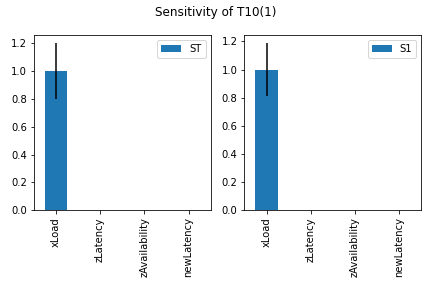 Sensitivity of T10(1)
ST
1.2
1.0
0.8
0.6
0.4
0.2
0.0
xLoad
zLatency
zAvailability
newLatency
S1
1.2
1.0
0.8
0.6
0.4
0.2
0.0
xLoad
zLatency
zAvailability
newLatency